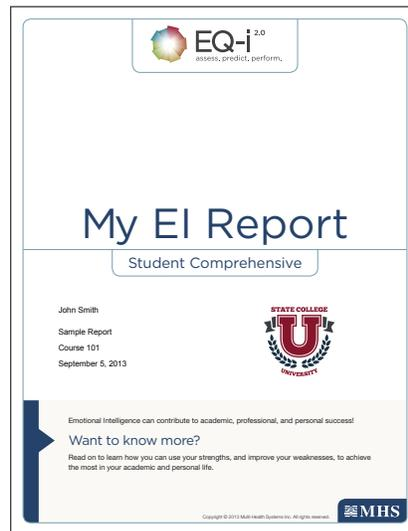 EQ-i 2.0
assess. predict. perform.
My EI Report
Student Comprehensive
John Smith
Sample Report
Course 101
September 5, 2013
STATE COLLEGE
U
UNIVERSITY
Emotional Intelligence can contribute to academic, professional, and personal success!
Want to know more?
Read on to learn how you can use your strengths, and improve your weaknesses, to achieve
the most in your academic and personal life.
Copyright © 2013 Multi-Health Systems Inc. All rights reserved.
MHS